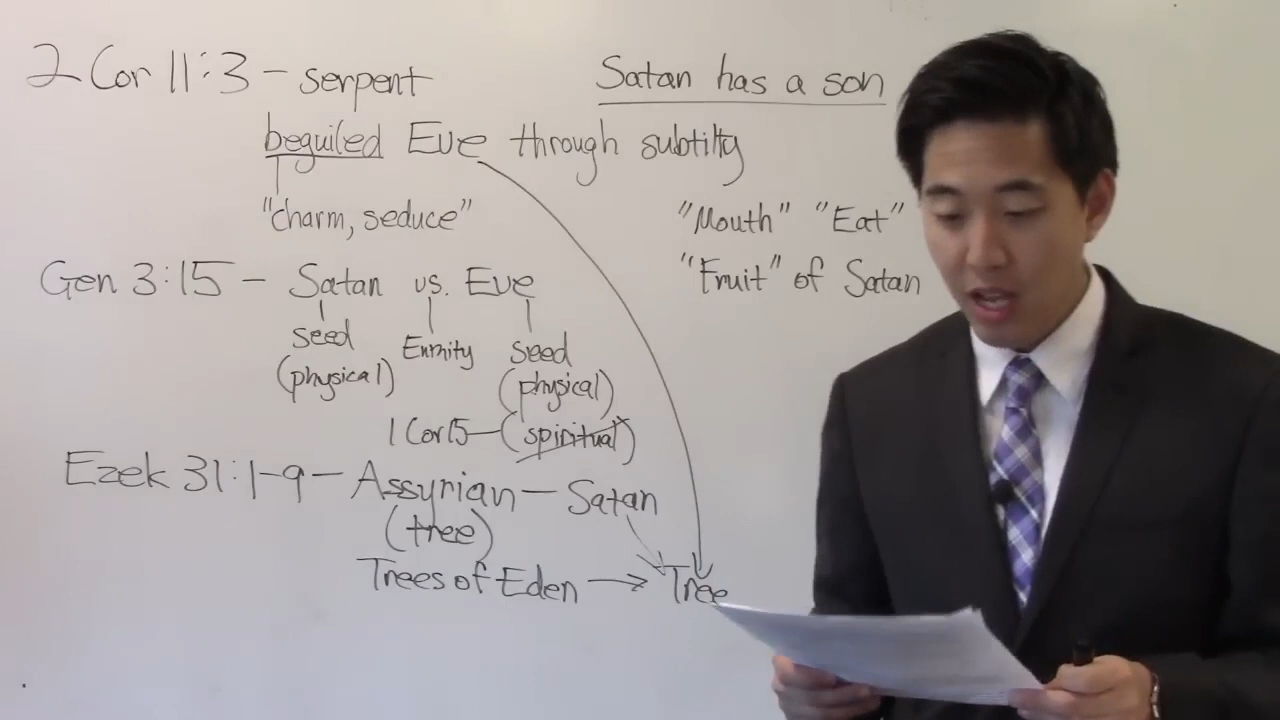 2 Cor 11:3 - serpent
beguiled Eve through subtilty
"charm, seduce"
Gen 3:15 - Satan vs. Eve
seed Enmity seed
(physical) (physical)
1 Cor 15 - (spiritual)
Ezek 31:1-9 - Assyrian - Satan
(tree)
Trees of Eden → Tree
Satan has a son
"Mouth" "Eat"
"Fruit" of Satan